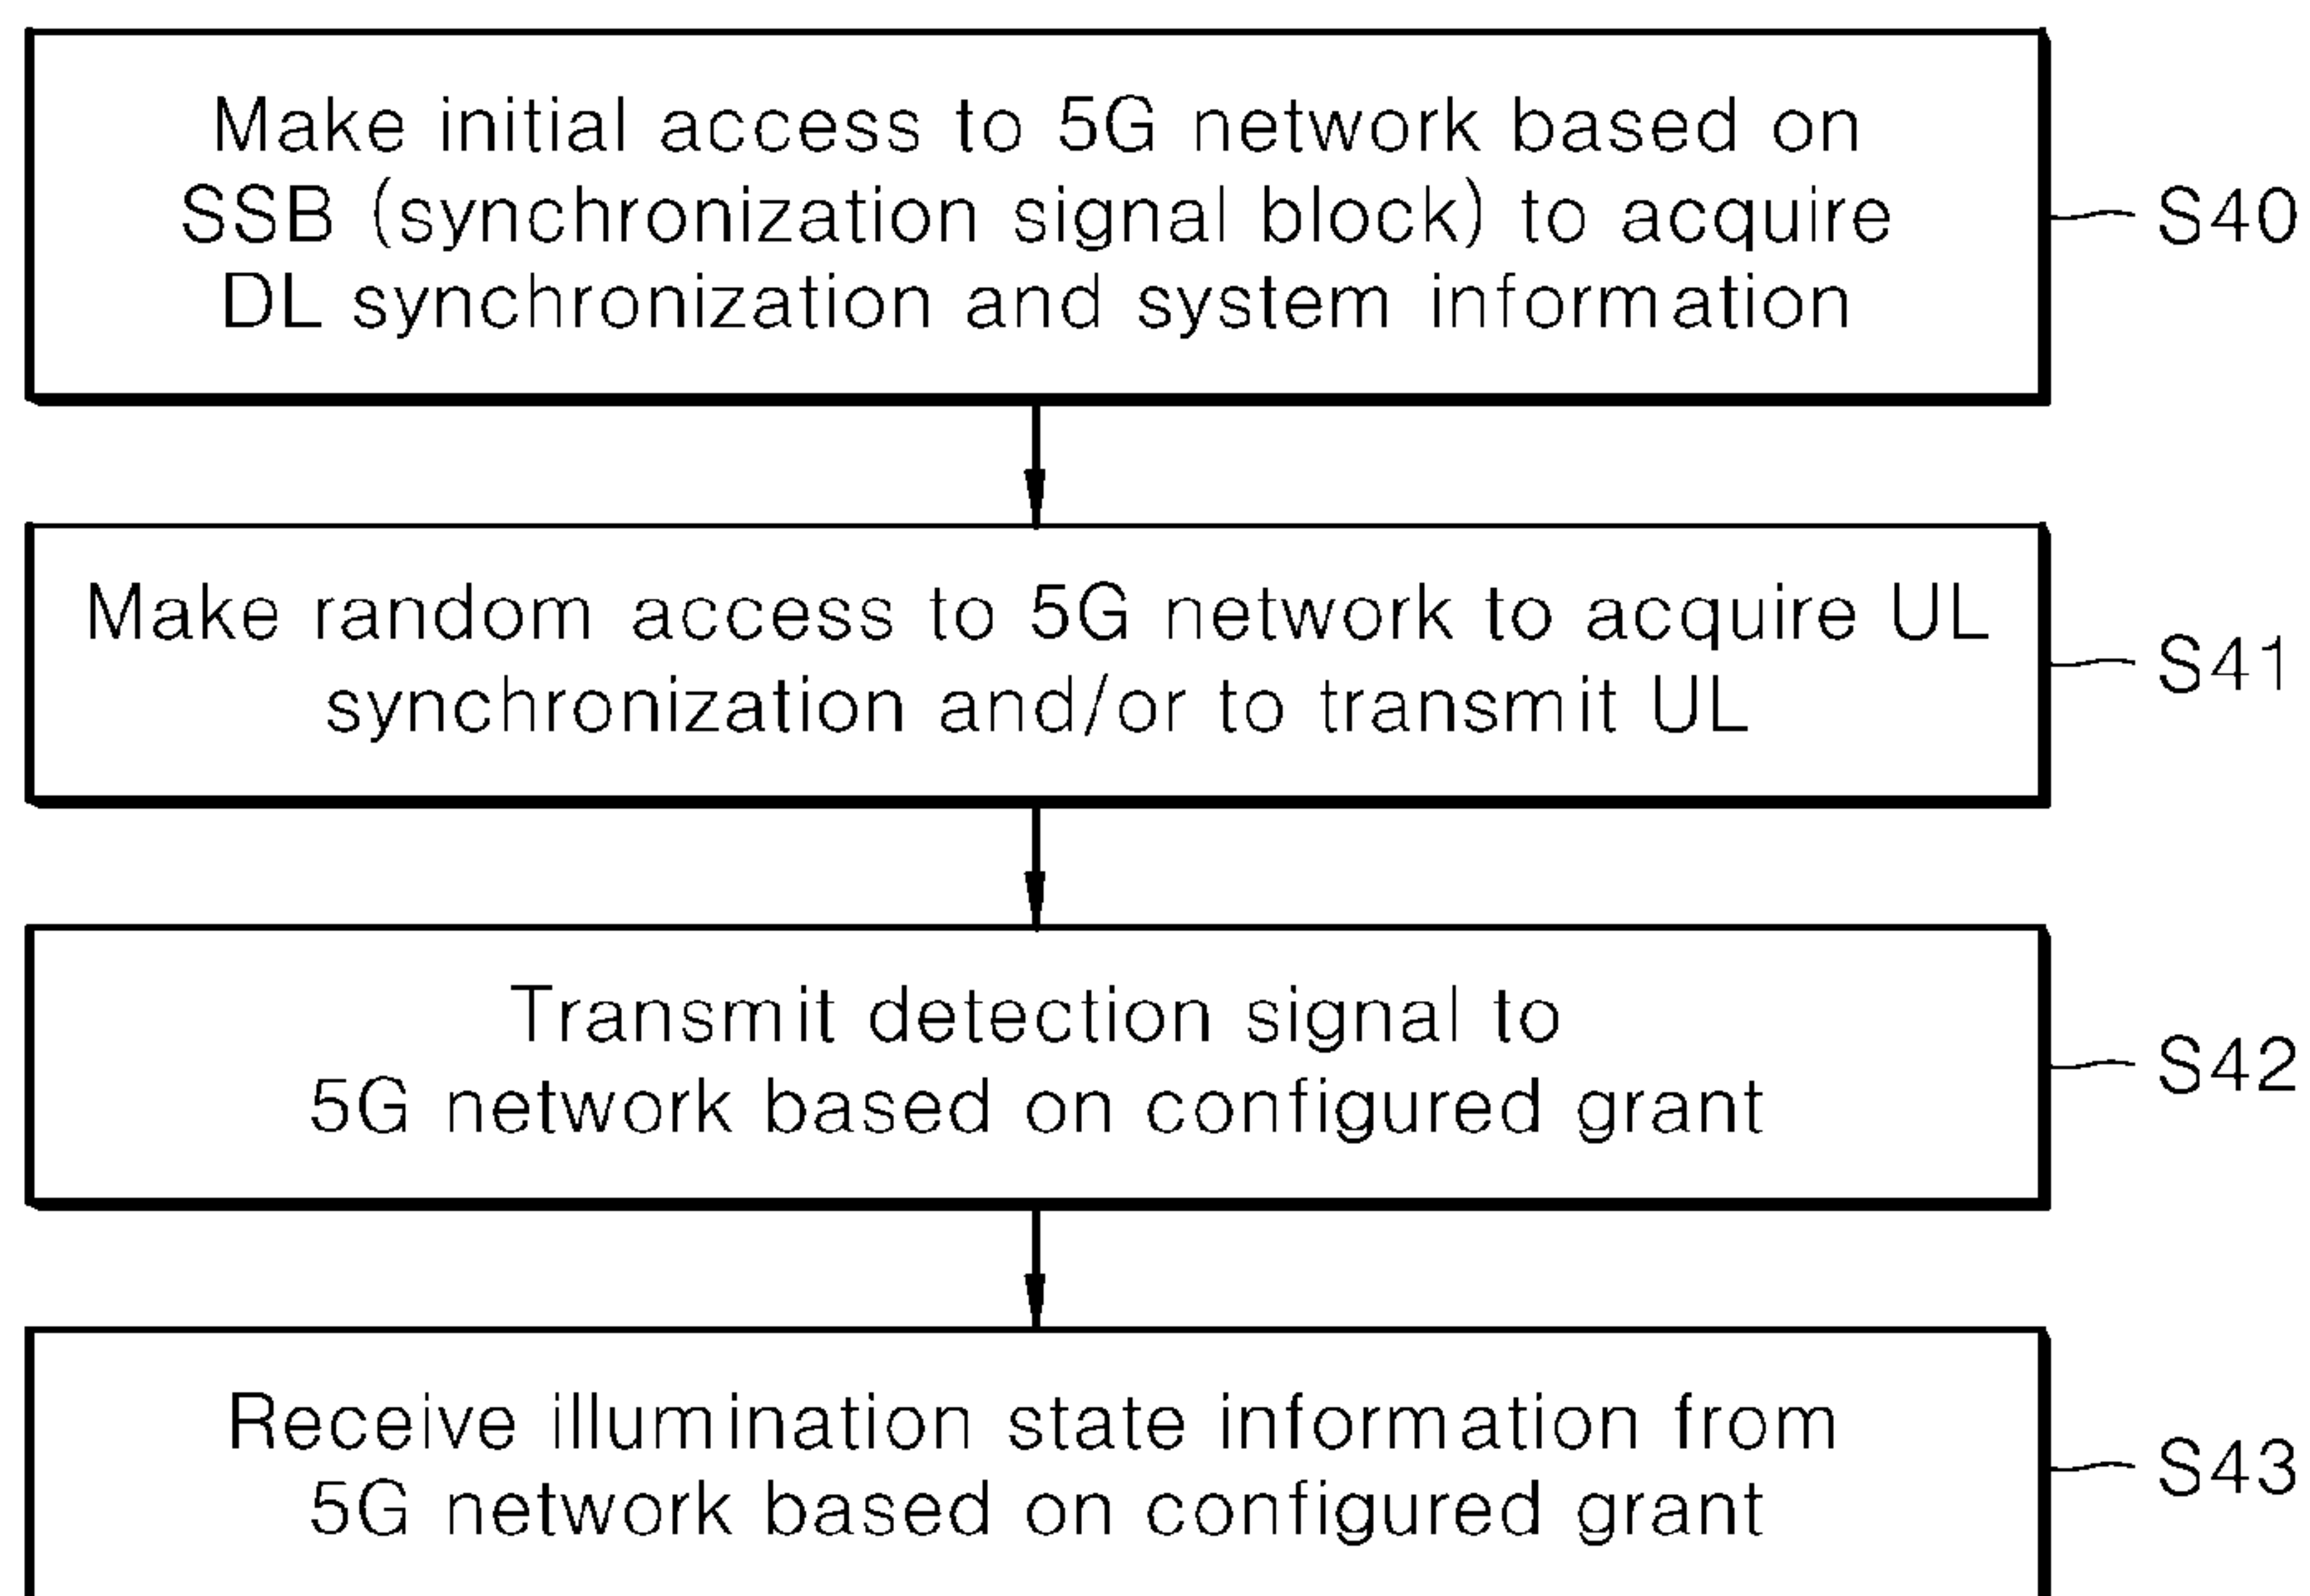 Make initial access to 5G network based on
SSB (synchronization signal block) to acquire
DL synchronization and system information
S40
Make random access to 5G network to acquire UL
synchronization and/or to transmit UL
S41
Transmit detection signal to
5G network based on configured grant
S42
Receive illumination state information from
5G network based on configured grant
S43